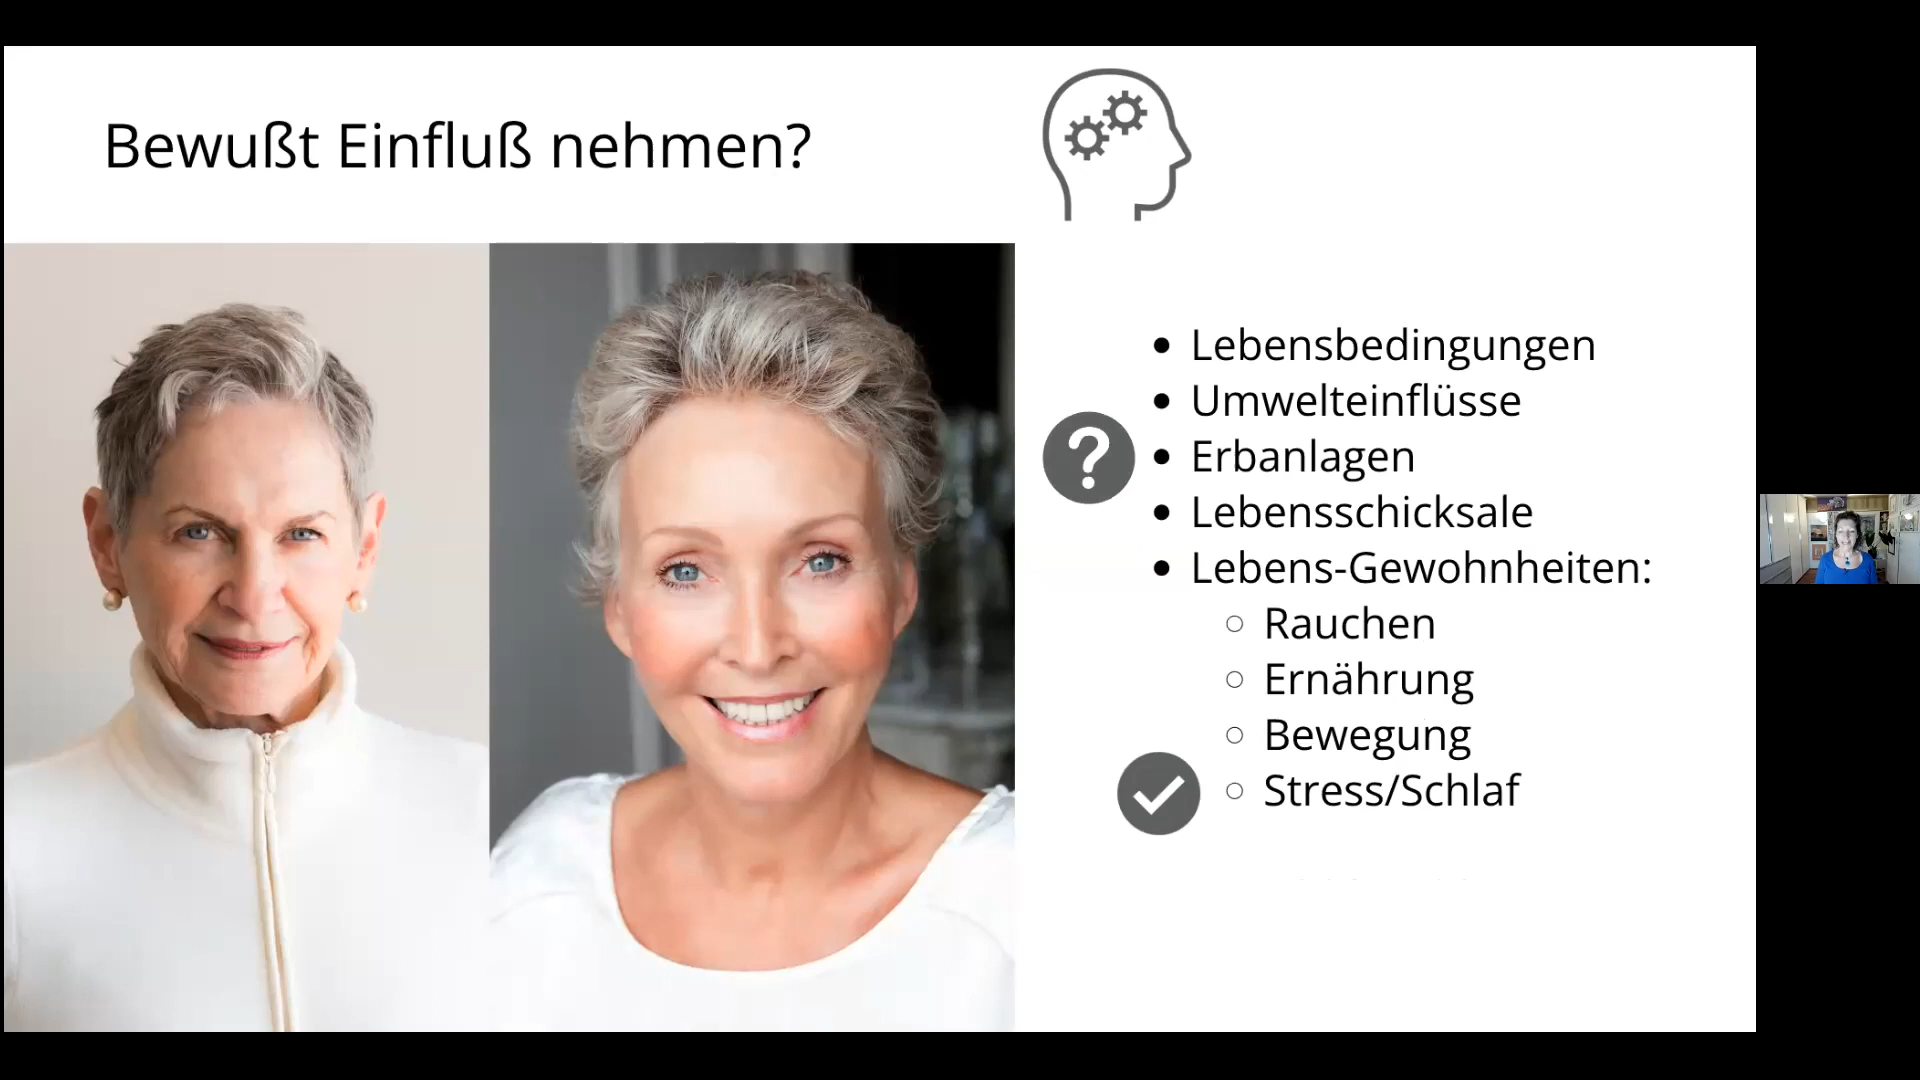 Bewußt Einfluß nehmen?
Lebensbedingungen
Umwelteinflüsse
Erbanlagen
Lebensschicksale
Lebens-Gewohnheiten:
Rauchen
Ernährung
Bewegung
Stress/Schlaf